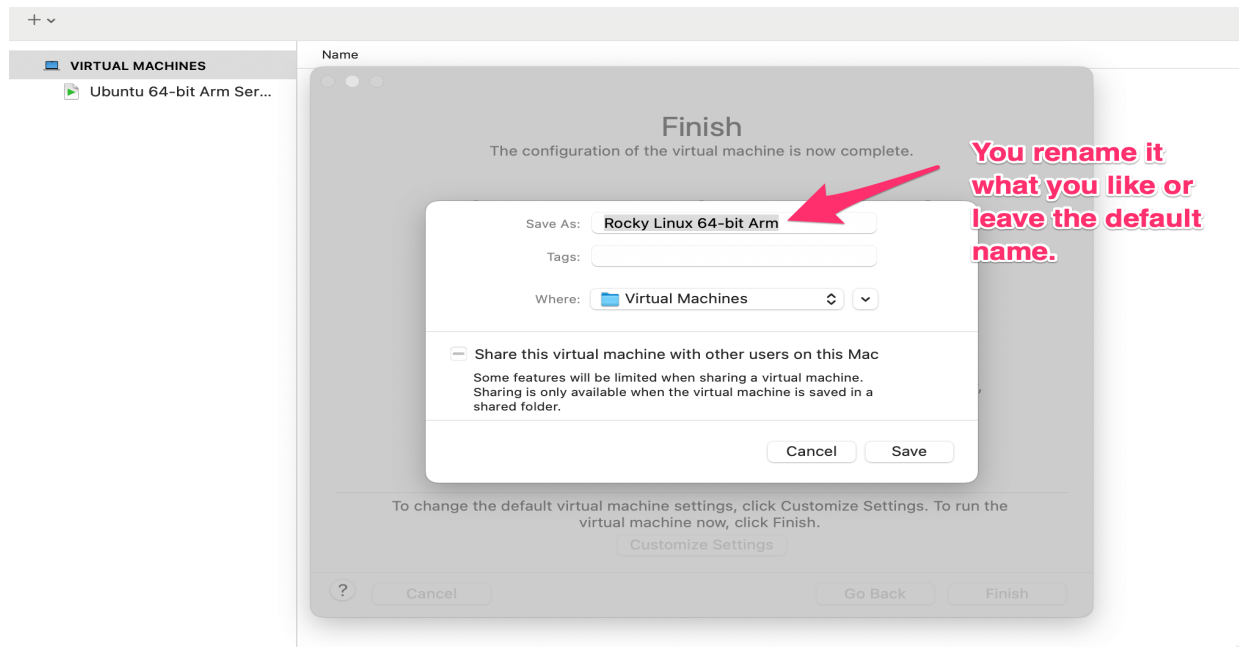 VIRTUAL MACHINES
Ubuntu 64-bit Arm Ser...
Name
Finish
The configuration of the virtual machine is now complete.
You rename it
what you like or
leave the default
name.
Save As: Rocky Linux 64-bit Arm
Tags:
Where: Virtual Machines
Share this virtual machine with other users on this Mac
Some features will be limited when sharing a virtual machine.
Sharing is only available when the virtual machine is saved in a
shared folder.
Cancel Save
To change the default virtual machine settings, click Customize Settings. To run the
virtual machine now, click Finish.
Customize Settings
? Cancel Go Back Finish